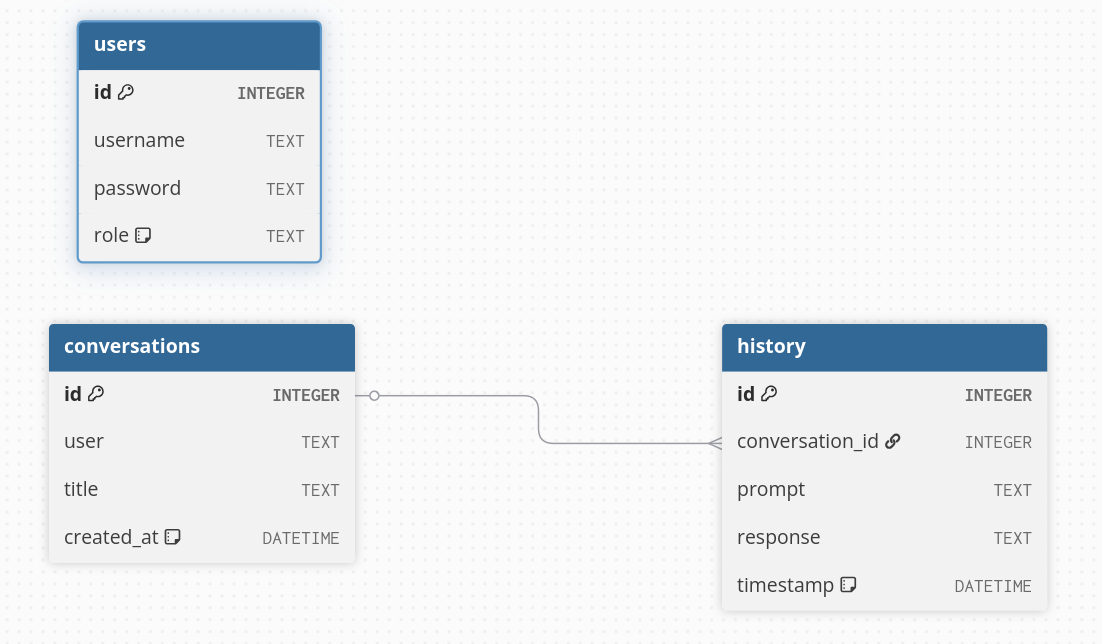 users
id INTEGER
username TEXT
password TEXT
role TEXT
conversations
id INTEGER
user TEXT
title TEXT
created_at DATETIME
history
id INTEGER
conversation_id INTEGER
prompt TEXT
response TEXT
timestamp DATETIME